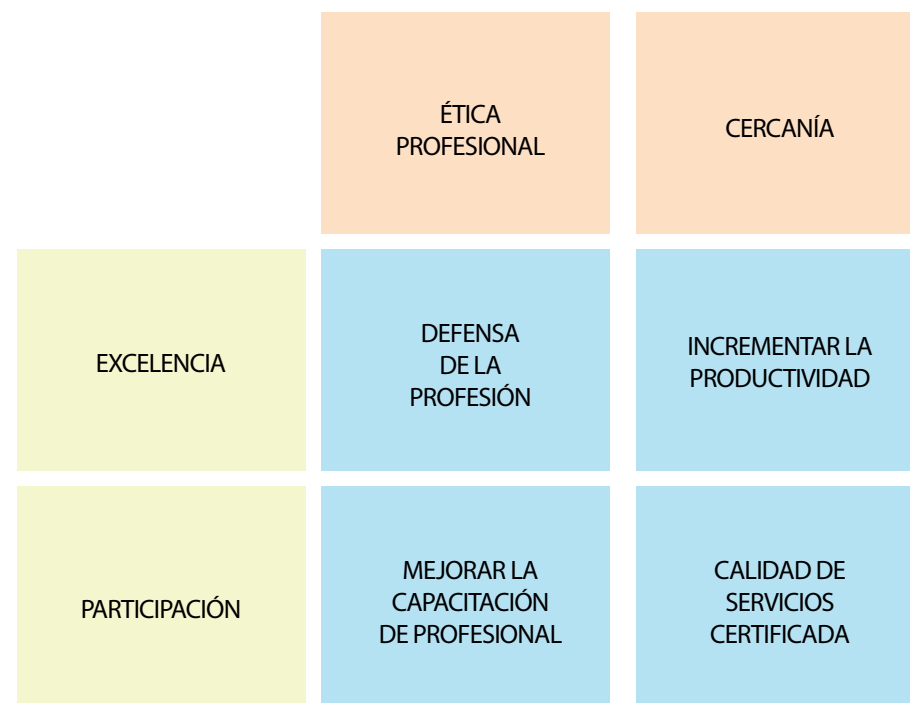 ÉTICA
PROFESIONAL
CERCANÍA
EXCELENCIA
DEFENSA
DE LA
PROFESIÓN
INCREMENTAR LA
PRODUCTIVIDAD
PARTICIPACIÓN
MEJORAR LA
CAPACITACIÓN
DE PROFESIONAL
CALIDAD DE
SERVICIOS
CERTIFICADA